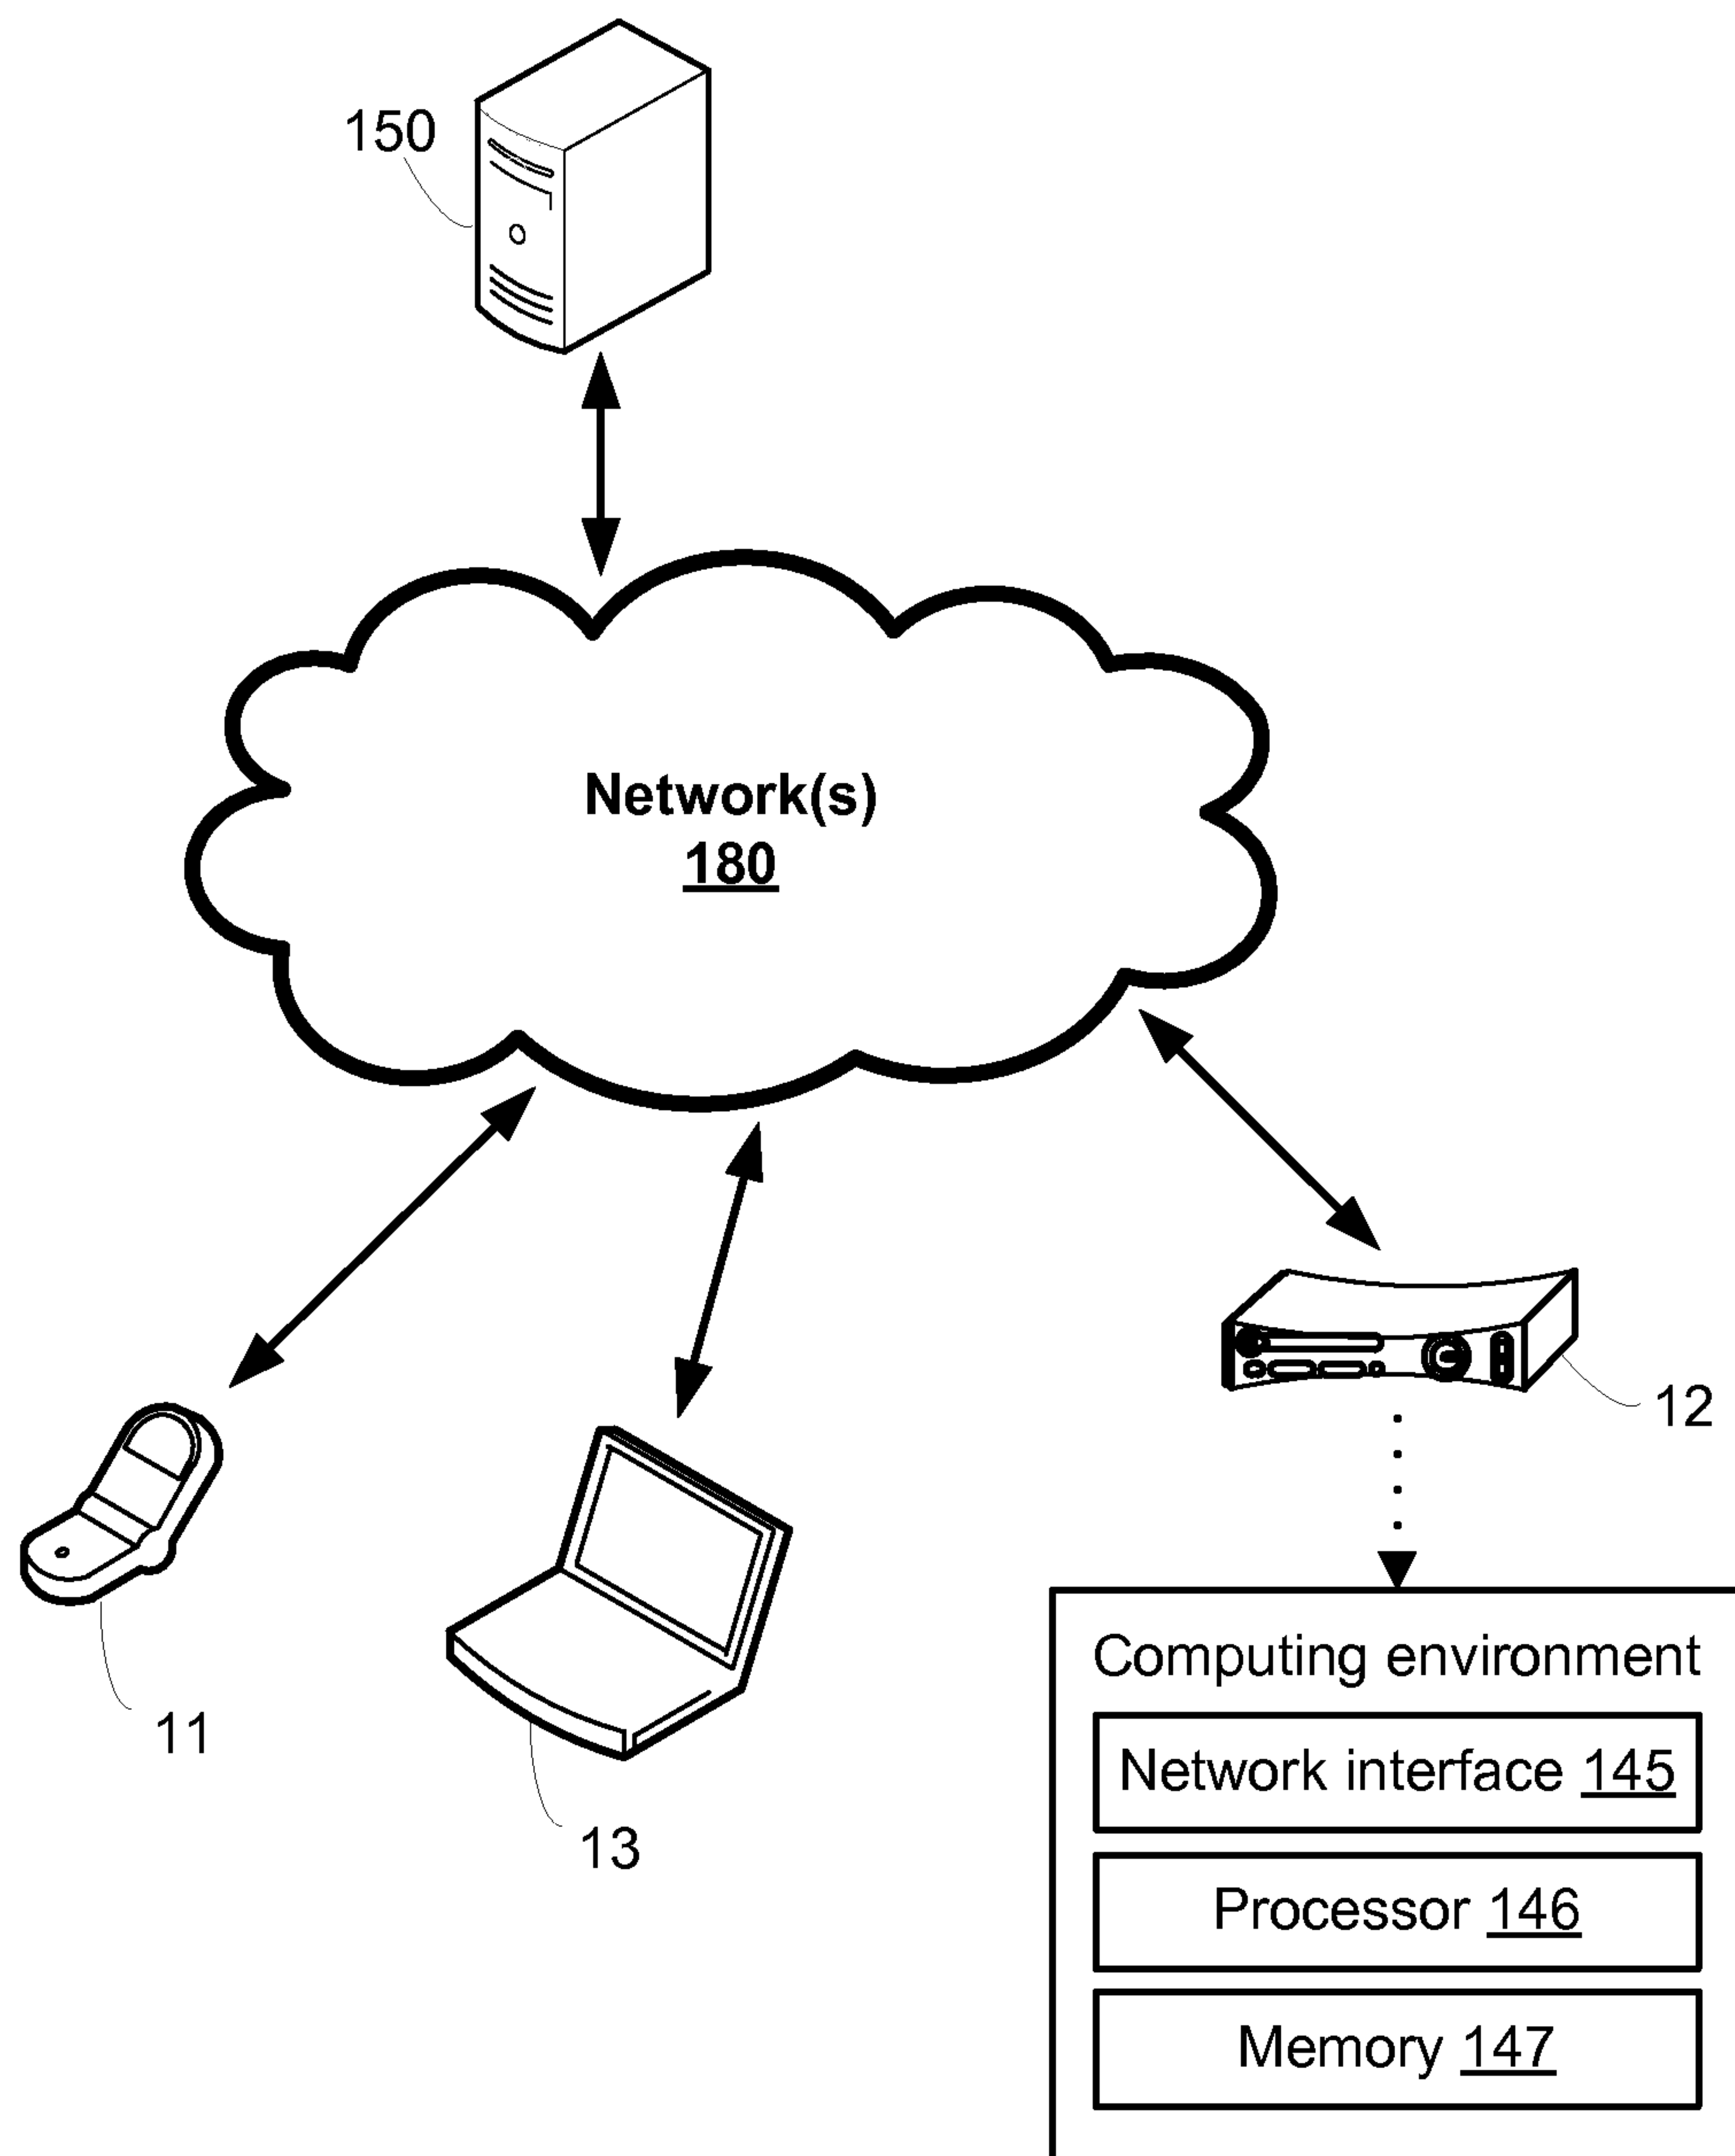 150
Network(s)
180
12
11
13
Computing environment
Network interface 145
Processor 146
Memory 147